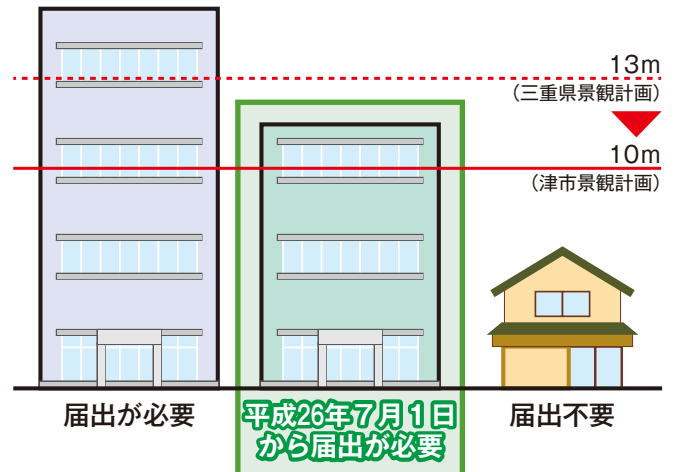 13m
（三重県景観計画）
10m
（津市景観計画）
届出が必要
平成26年７月１日
から届出が必要
届出不要